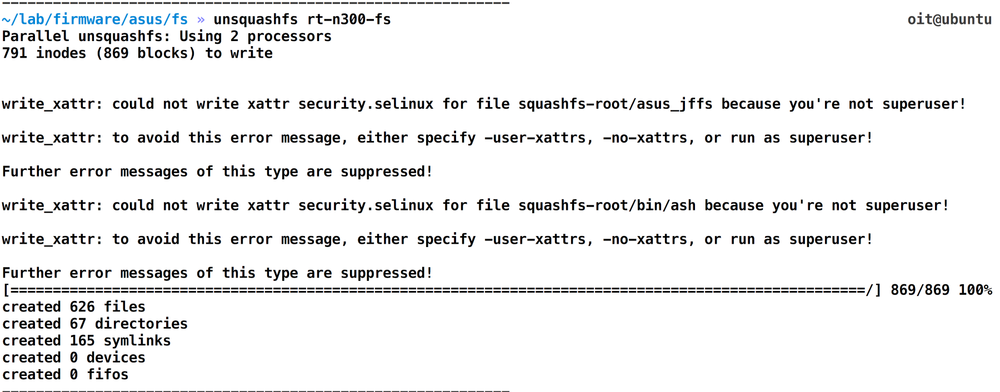 ~/lab/firmware/asus/fs » unsquashfs rt-n300-fs oit@ubuntu
Parallel unsquashfs: Using 2 processors
791 inodes (869 blocks) to write
write_xattr: could not write xattr security.selinux for file squashfs-root/asus_jffs because you're not superuser!
write_xattr: to avoid this error message, either specify -user-xattrs, -no-xattrs, or run as superuser!
Further error messages of this type are suppressed!
write_xattr: could not write xattr security.selinux for file squashfs-root/bin/ash because you're not superuser!
write_xattr: to avoid this error message, either specify -user-xattrs, -no-xattrs, or run as superuser!
Further error messages of this type are suppressed!
[=====================================================================================================/] 869/869 100%
created 626 files
created 67 directories
created 165 symlinks
created 0 devices
created 0 fifos